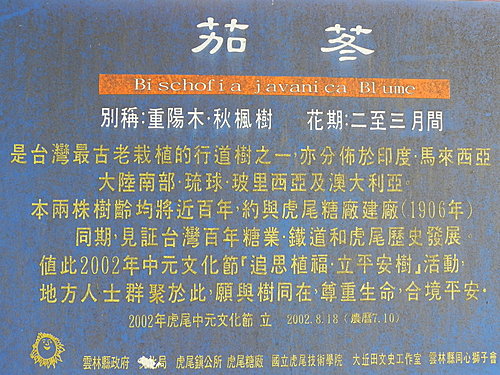 茄苳
Bischofia javanica Blume
別稱:重陽木·秋楓樹 花期:二至三月間
是台灣最古老栽植的行道樹之一,亦分佈於印度·馬來西亞
大陸南部·琉球·玻里西亞及澳大利亞。
本兩株樹齡均將近百年,約與虎尾糖廠建廠(1906年)
同期,見証台灣百年糖業·鐵道和虎尾歷史發展。
值此2002年中元文化節『追思植福·立平安樹』活動,
地方人士群聚於此,願與樹同在,尊重生命,合境平安。
2002年虎尾中元文化節 立 2002.8.18 (農曆7.10)
雲林縣政府 文化局 虎尾鎮公所 虎尾糖廠 國立虎尾技術學院 大圧田文史工作室 雲林縣同心獅子會